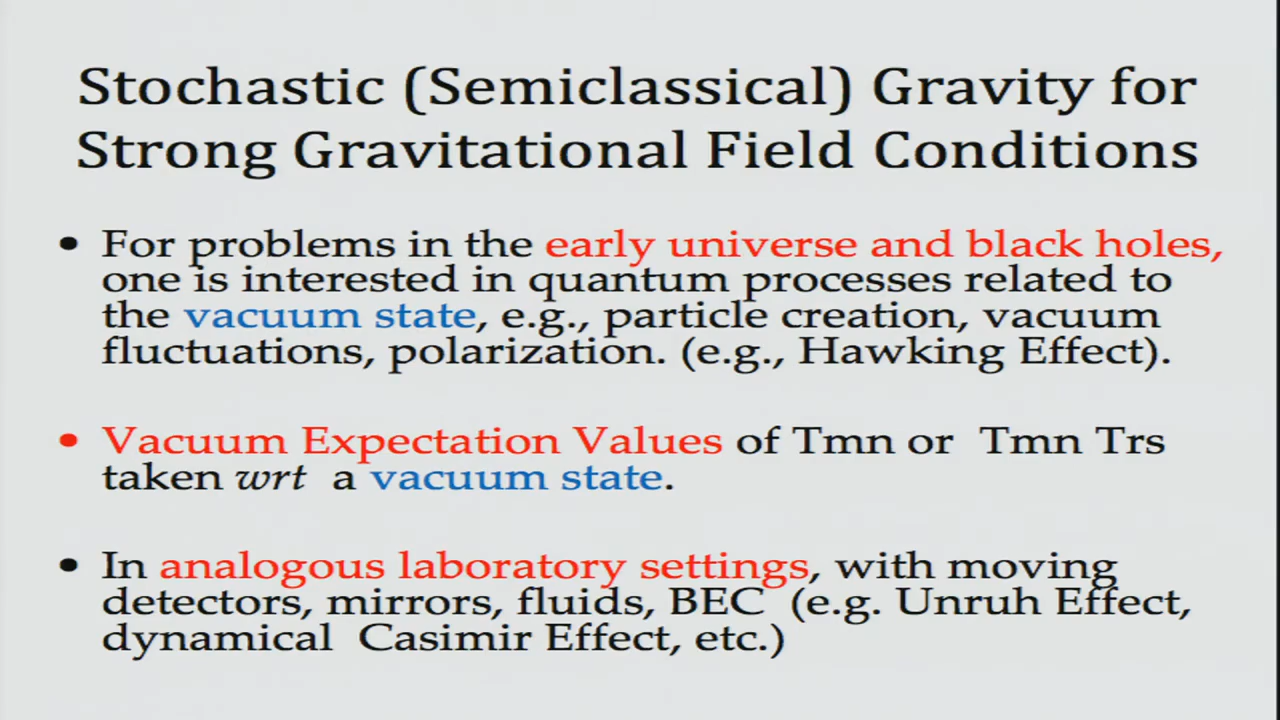 Stochastic (Semiclassical) Gravity for
Strong Gravitational Field Conditions
• For problems in the early universe and black holes,
one is interested in quantum processes related to
the vacuum state, e.g., particle creation, vacuum
fluctuations, polarization. (e.g., Hawking Effect).
• Vacuum Expectation Values of Tmn or Tmn Trs
taken wrt a vacuum state.
• In analogous laboratory settings, with moving
detectors, mirrors, fluids, BEC (e.g. Unruh Effect,
dynamical Casimir Effect, etc.)